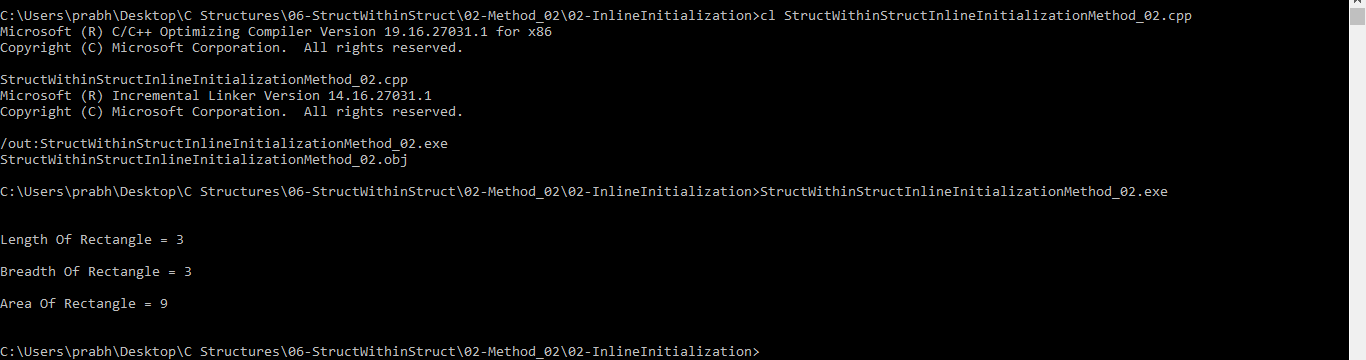 C:\Users\prabh\Desktop\C Structures\06-StructWithinStruct\02-Method_02\02-InlineInitialization>cl StructWithinStructInlineInitializationMethod_02.cpp
Microsoft (R) C/C++ Optimizing Compiler Version 19.16.27031.1 for x86
Copyright (C) Microsoft Corporation.  All rights reserved.
StructWithinStructInlineInitializationMethod_02.cpp
Microsoft (R) Incremental Linker Version 14.16.27031.1
Copyright (C) Microsoft Corporation.  All rights reserved.
/out:StructWithinStructInlineInitializationMethod_02.exe
StructWithinStructInlineInitializationMethod_02.obj
C:\Users\prabh\Desktop\C Structures\06-StructWithinStruct\02-Method_02\02-InlineInitialization>StructWithinStructInlineInitializationMethod_02.exe
Length Of Rectangle = 3
Breadth Of Rectangle = 3
Area Of Rectangle = 9
C:\Users\prabh\Desktop\C Structures\06-StructWithinStruct\02-Method_02\02-InlineInitialization>